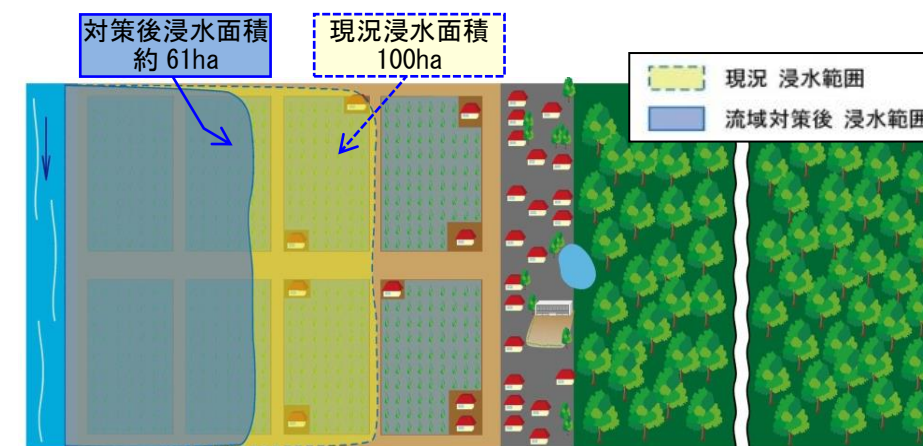 対策後浸水面積
約 61ha
現況浸水面積
100ha
現況 浸水範囲
流域対策後 浸水範囲